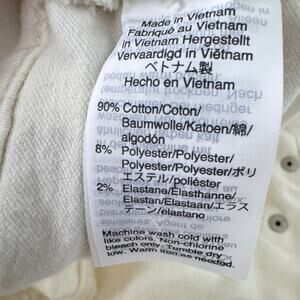 Made in Vietnam
Fabriqué au Vietnam
in Vietnam Hergestellt
Vervaardigd in Viëtnam
ベトナム製
Hecho en Vietnam
90% Cotton/Coton/
Baumwolle/Katoen/綿/
algodón
8% Polyester/Polyester/
Polyester/Polyester/ポリ
エステル/poliéster
2% Elastane/Elasthanne/
Elastan/Elastaan/エラス
テーン/elastano
Machine wash cold with
like colors. Non-chlorine
bleach only. Tumble dry
low. Warm iron as needed.